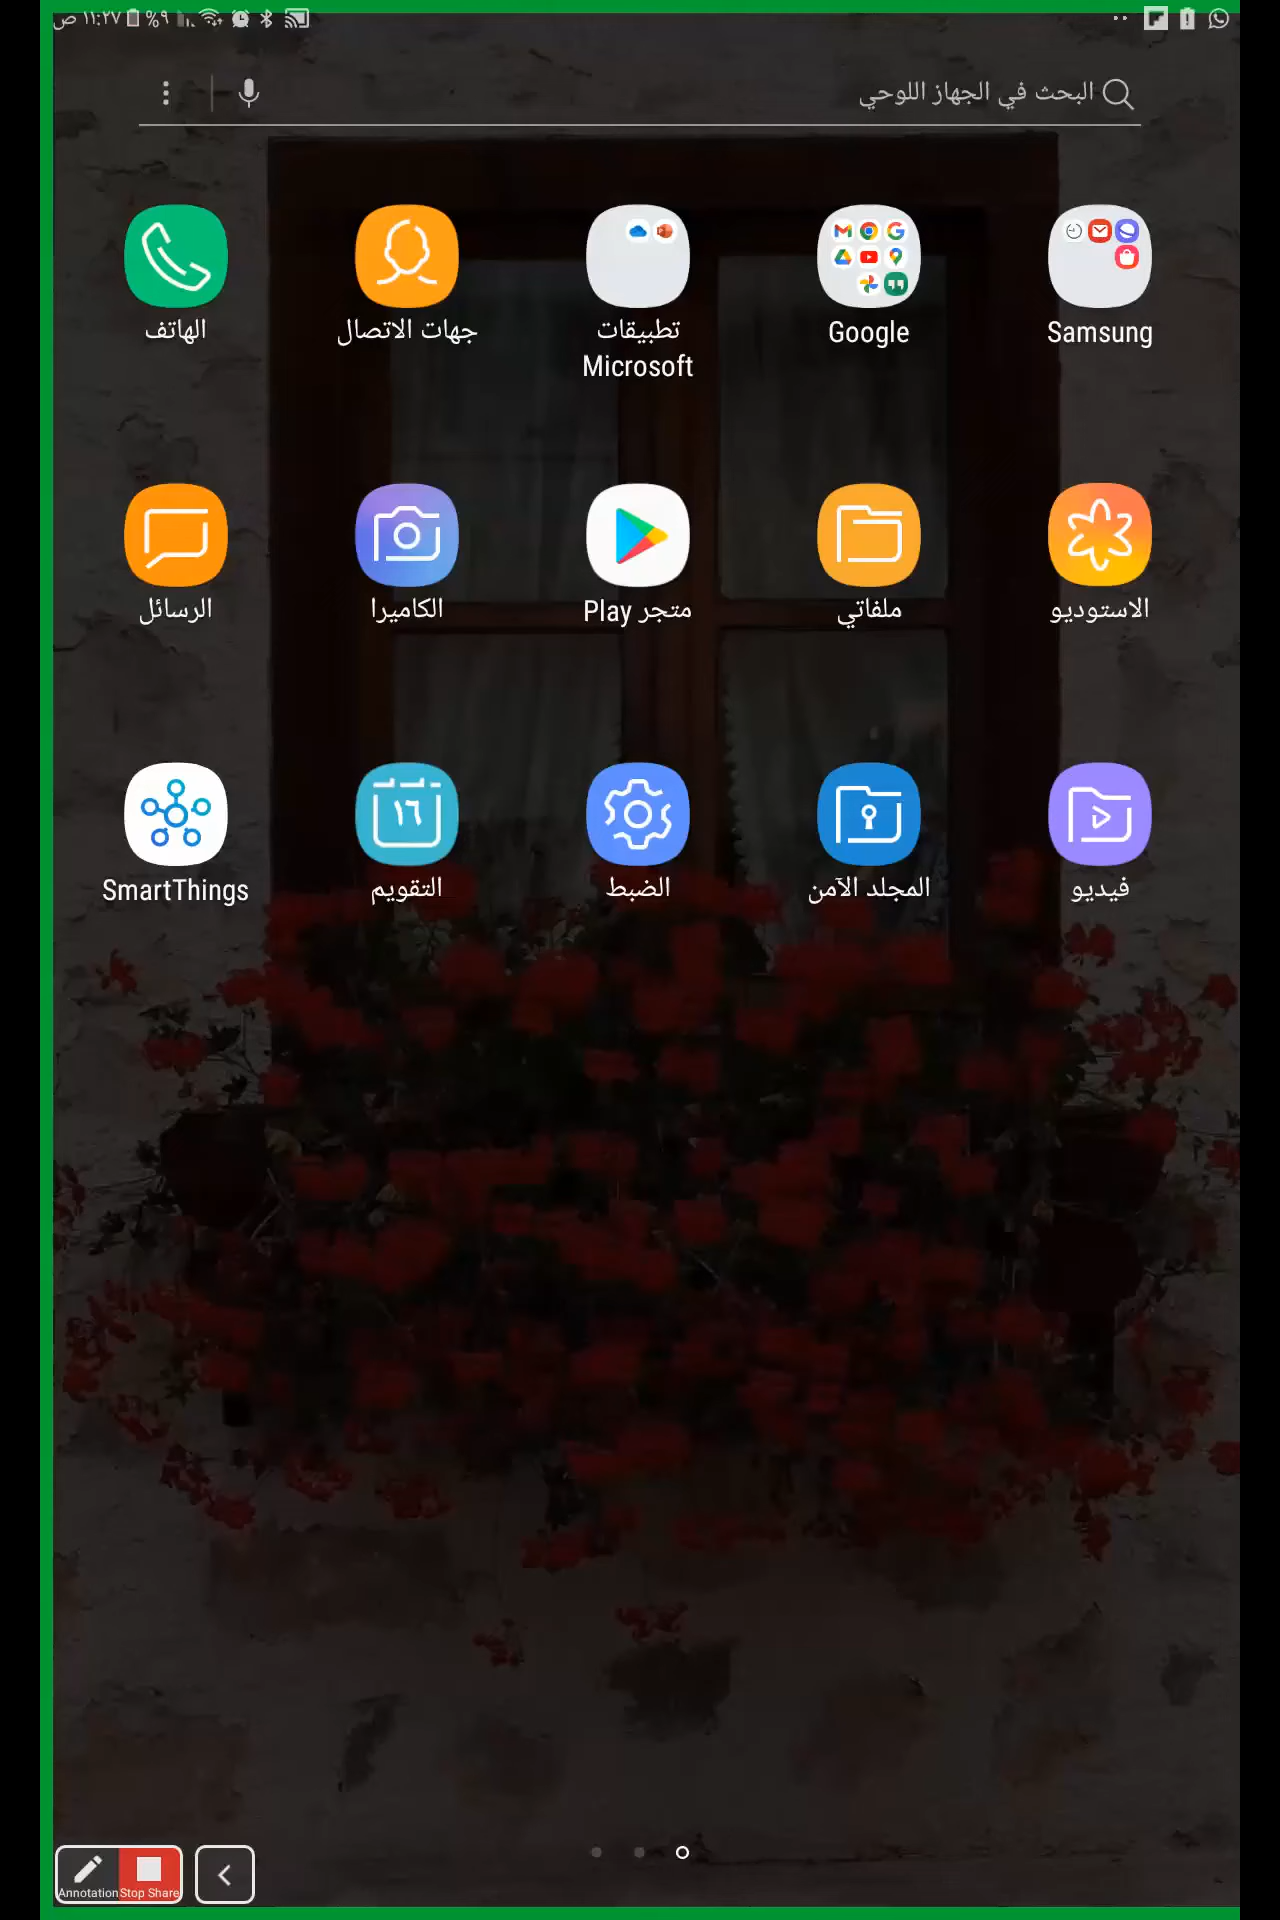 ١١:٢٧ ص ٩%
البحث في الجهاز اللوحي
Samsung
Google
تطبيقات
Microsoft
جهات الاتصال
الهاتف
الاستوديو
ملفاتي
متجر Play
الكاميرا
الرسائل
فيديو
المجلد الآمن
الضبط
١٦
التقويم
SmartThings
Annotation
Stop Share